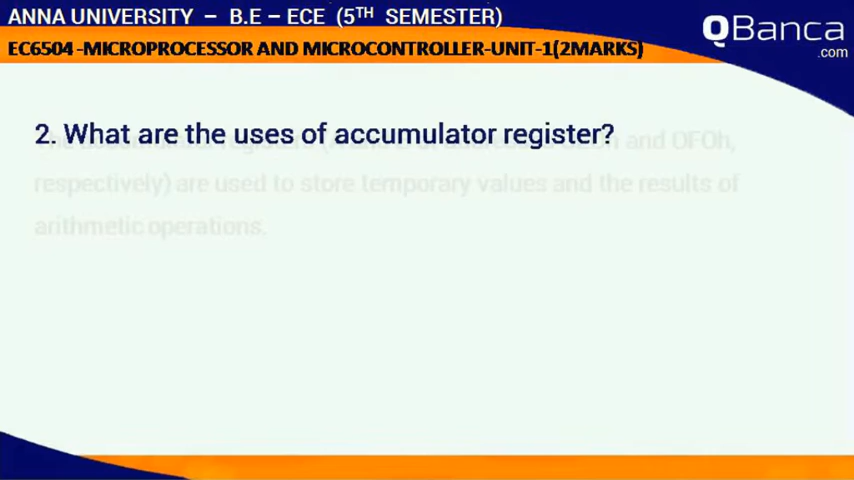 ANNA UNIVERSITY – B.E – ECE (5TH SEMESTER)
QBanca
.com
EC6504 -MICROPROCESSOR AND MICROCONTROLLER-UNIT-1(2MARKS)
2. What are the uses of accumulator register?
and OF0h,
respectively) are used to store temporary values and the results of
arithmetic operations.